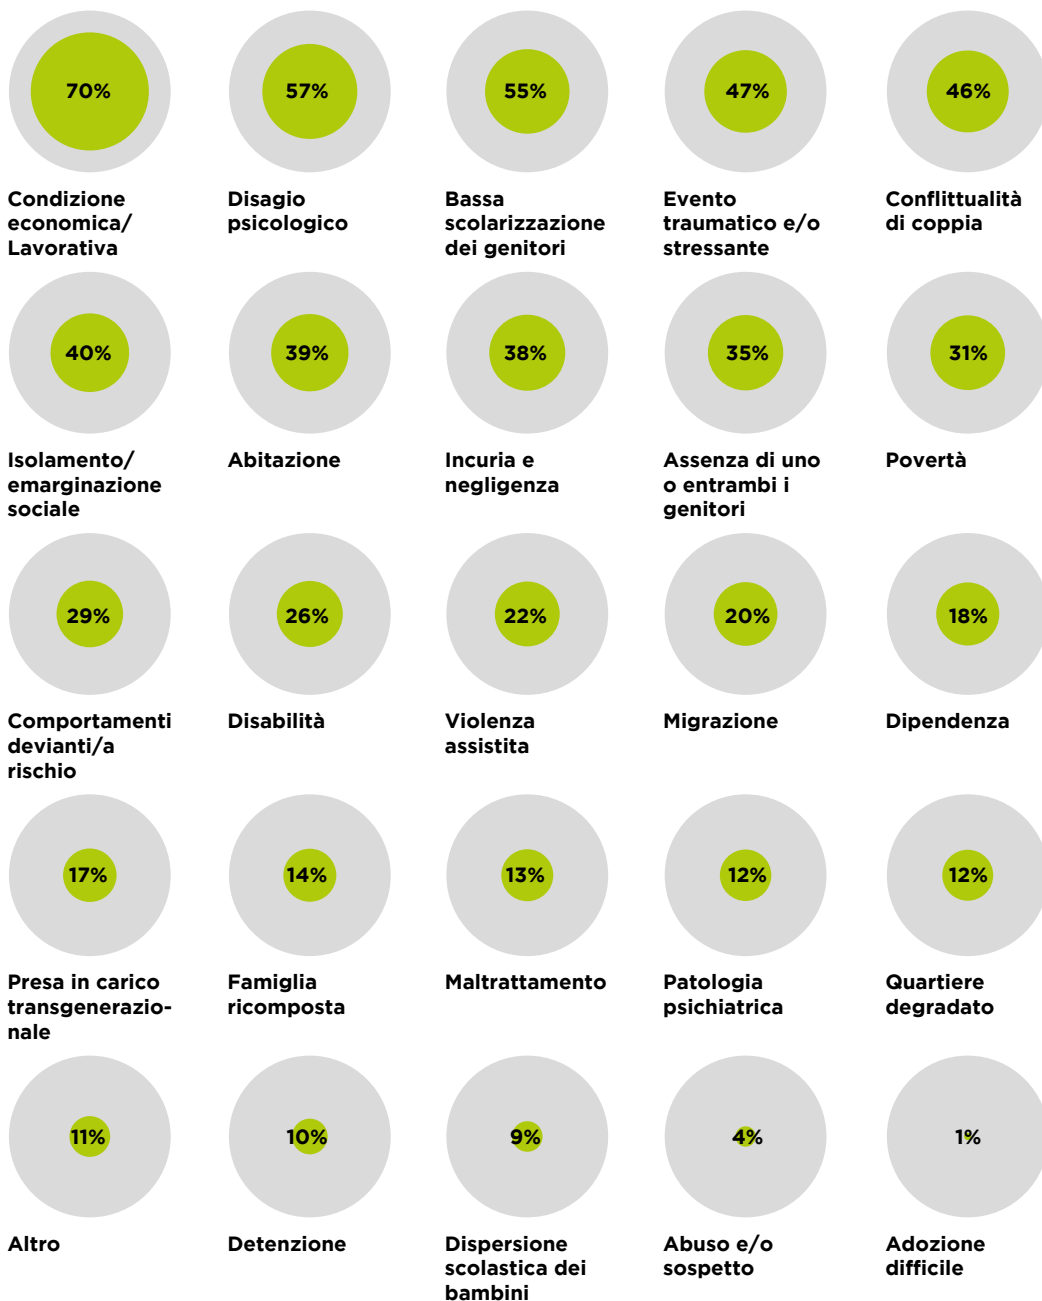 70%
57%
55%
47%
46%
Condizione
economica/
Lavorativa
Disagio
psicologico
Bassa
scolarizzazione
dei genitori
Evento
traumatico e/o
stressante
Conflittualità
di coppia
40%
39%
38%
35%
31%
Isolamento/
emarginazione
sociale
Abitazione
Incuria e
negligenza
Assenza di uno
o entrambi i
genitori
Povertà
29%
26%
22%
20%
18%
Comportamenti
devianti/a
rischio
Disabilità
Violenza
assistita
Migrazione
Dipendenza
17%
14%
13%
12%
12%
Presa in carico
transgenerazio-
nale
Famiglia
ricomposta
Maltrattamento
Patologia
psichiatrica
Quartiere
degradato
11%
10%
9%
4%
1%
Altro
Detenzione
Dispersione
scolastica dei
bambini
Abuso e/o
sospetto
Adozione
difficile